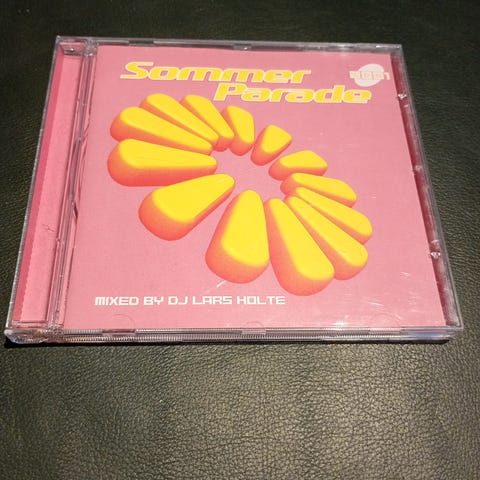 Sommer
Parade
MIXED BY DJ LARS HOLTE